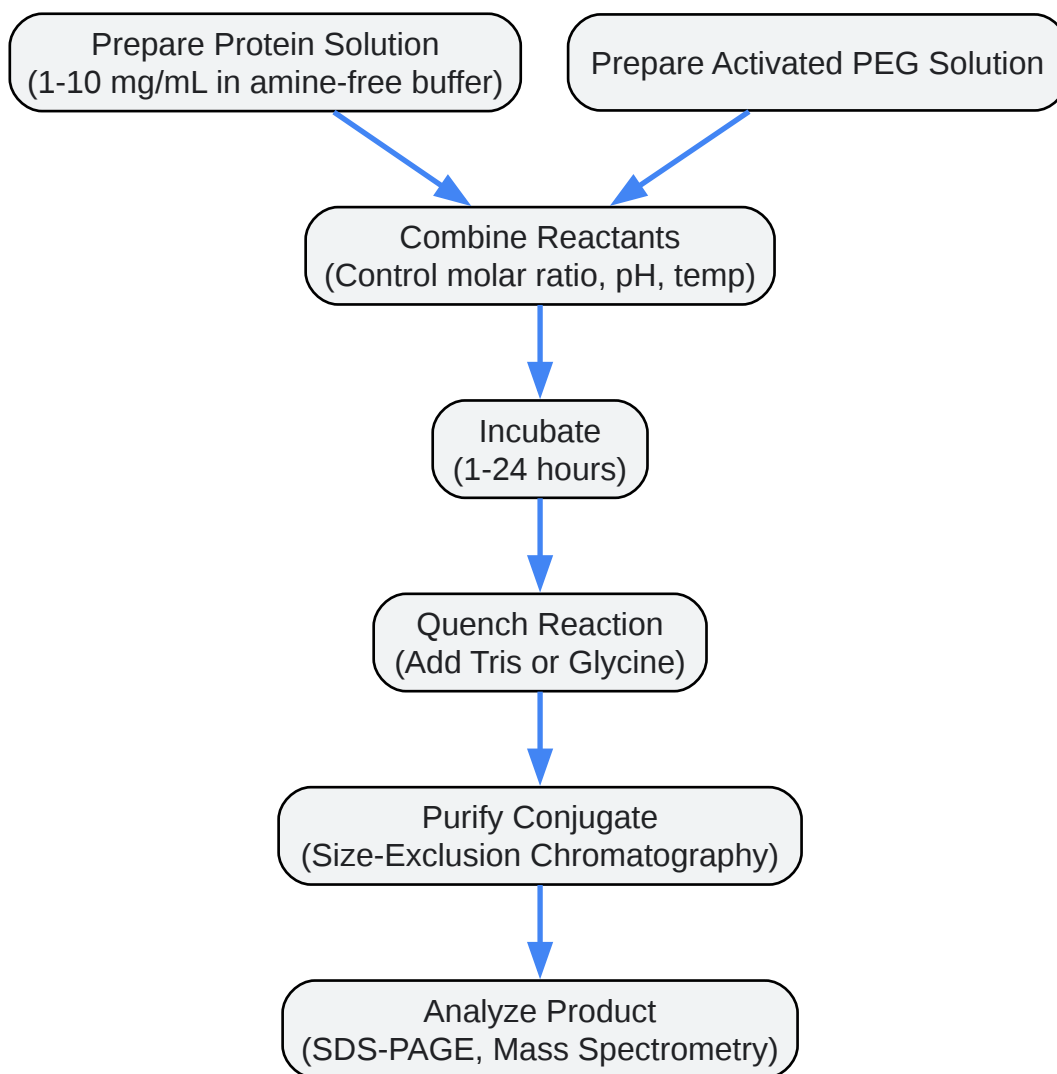 Prepare Protein Solution
(1-10 mg/mL in amine-free buffer)
Prepare Activated PEG Solution
Combine Reactants
(Control molar ratio, pH, temp)
Incubate
(1-24 hours)
Quench Reaction
(Add Tris or Glycine)
Purify Conjugate
(Size-Exclusion Chromatography)
Analyze Product
(SDS-PAGE, Mass Spectrometry)